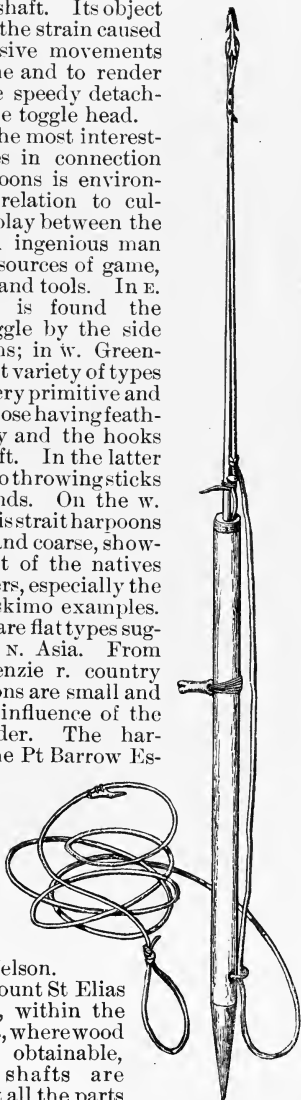 shaft. Its object
the strain caused
sive movements
ne and to render
e speedy detach-
e toggle head.
he most interest-
es in connection
oons is environ-
relation to cul-
play between the
ingenious man
sources of game,
and tools. In E.
is found the
ggle by the side
ns; in w. Green-
t variety of types
ery primitive and
ose having feath-
y and the hooks
ft. In the latter
o throwing sticks
nds. On the w.
is strait harpoons
and coarse, show-
t of the natives
ers, especially the
skimo examples.
are flat types sug-
N. Asia. From
enzie r. country
ons are small and
influence of the
der. The har-
he Pt Barrow Es-
elson.
ount St Elias
, within the
s, where wood
obtainable,
shafts are
t all the parts